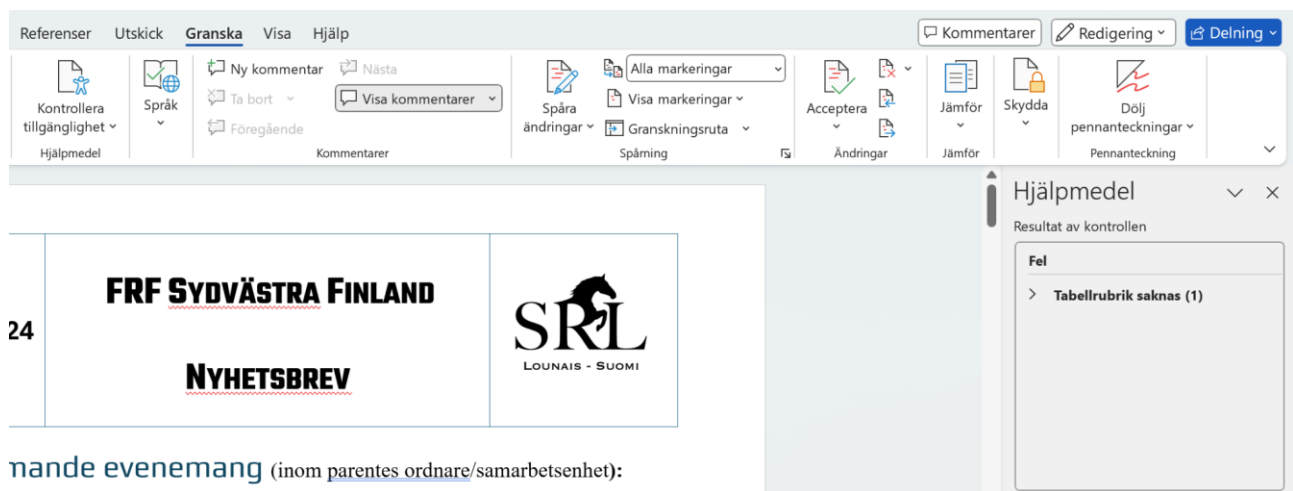 Referenser Utskick Granska Visa Hjälp Kommentarer Redigering Delning
Kontrollera tillgänglighet
Hjälpmedel
Språk
Ny kommentar Nästa
Ta bort Visa kommentarer
Föregående
Kommentarer
Spåra ändringar
Alla markeringar
Visa markeringar
Granskningsruta
Spårning
Acceptera
Ändringar
Jämför
Jämför
Skydda
Dölj pennanteckningar
Pennanteckning
24
FRF Sydvästra Finland
Nyhetsbrev
SRL
Lounais - Suomi
mande evenemang (inom parentes ordnare/samarbetsenhet):
Hjälpmedel
Resultat av kontrollen
Fel
Tabellrubrik saknas (1)